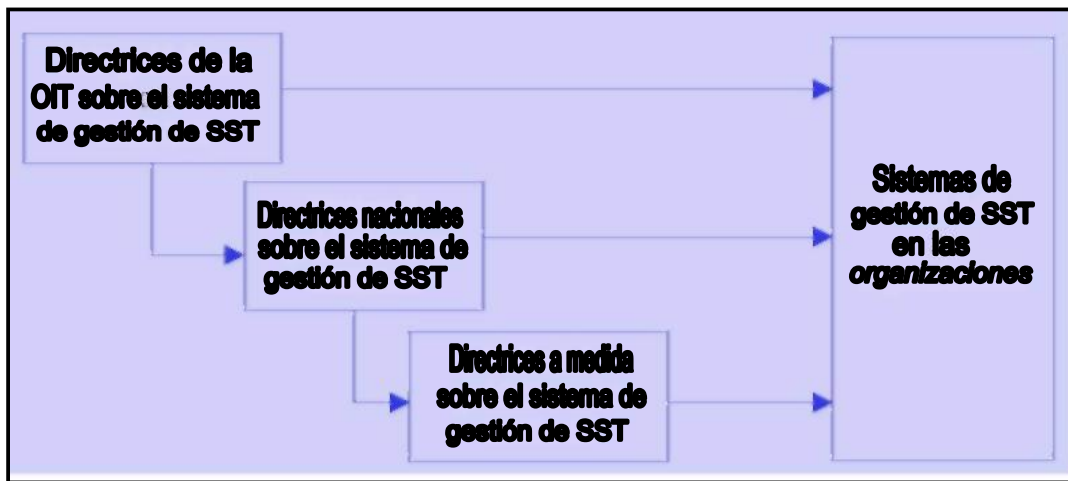 Directrices de la
OIT sobre el sistema
de gestión de SST
Directrices nacionales
sobre el sistema de
gestión de SST
Directrices a medida
sobre el sistema de
gestión de SST
Sistemas de
gestión de SST
en las
organizaciones